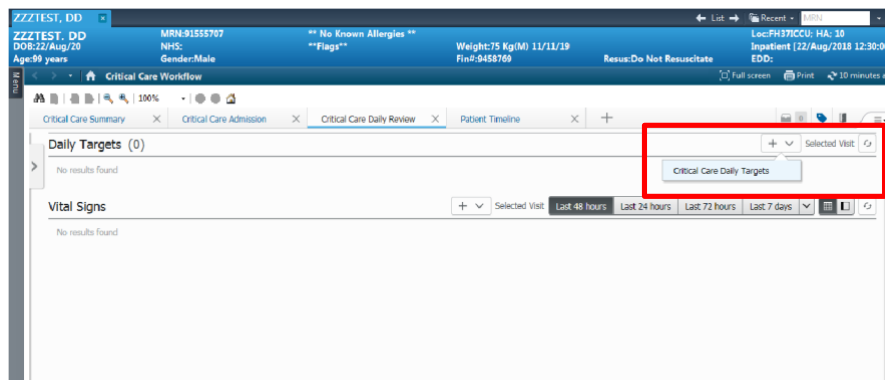 ZZZTEST, DD
List Recent MRN
ZZZTEST, DD MRN:91555707 ** No Known Allergies ** Loc:FH37ICCU; HA; 10
DOB:22/Aug/20 NHS: **Flags** Weight:75 Kg(M) 11/11/19 Inpatient [22/Aug/2018 12:30:0
Age:99 years Gender:Male Fin#:9458769 Resus:Do Not Resuscitate EDD:
Menu
Critical Care Workflow Full screen Print 10 minutes a
100%
Critical Care Summary Critical Care Admission Critical Care Daily Review Patient Timeline
Daily Targets (0) Selected Visit
No results found Critical Care Daily Targets
Vital Signs Selected Visit Last 48 hours Last 24 hours Last 72 hours Last 7 days
No results found